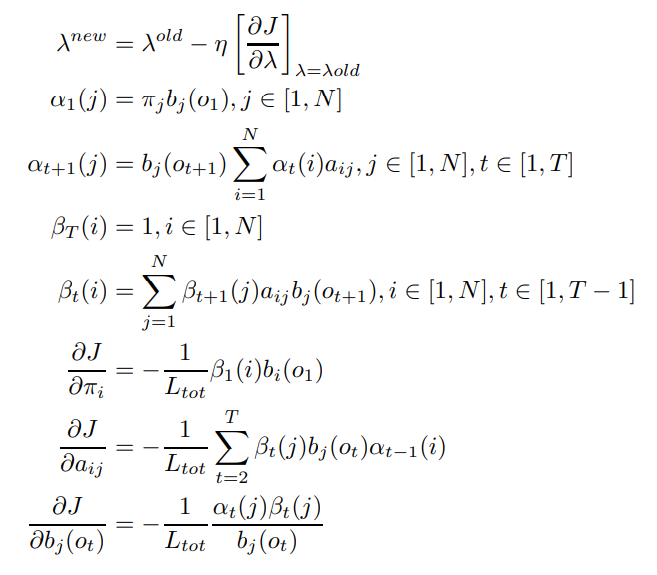 λ^{new} = λ^{old} − η [∂J/∂λ]_{λ=λold}
α_1(j) = π_j b_j(o_1), j ∈ [1, N]
α_{t+1}(j) = b_j(o_{t+1}) ∑_{i=1}^{N} α_t(i)a_{ij}, j ∈ [1, N], t ∈ [1, T]
β_T(i) = 1, i ∈ [1, N]
β_t(i) = ∑_{j=1}^{N} β_{t+1}(j)a_{ij}b_j(o_{t+1}), i ∈ [1, N], t ∈ [1, T − 1]
∂J/∂π_i = − 1/L_{tot} β_1(i)b_i(o_1)
∂J/∂a_{ij} = − 1/L_{tot} ∑_{t=2}^{T} β_t(j)b_j(o_t)α_{t−1}(i)
∂J/∂b_j(o_t) = − 1/L_{tot} α_t(j)β_t(j)/b_j(o_t)